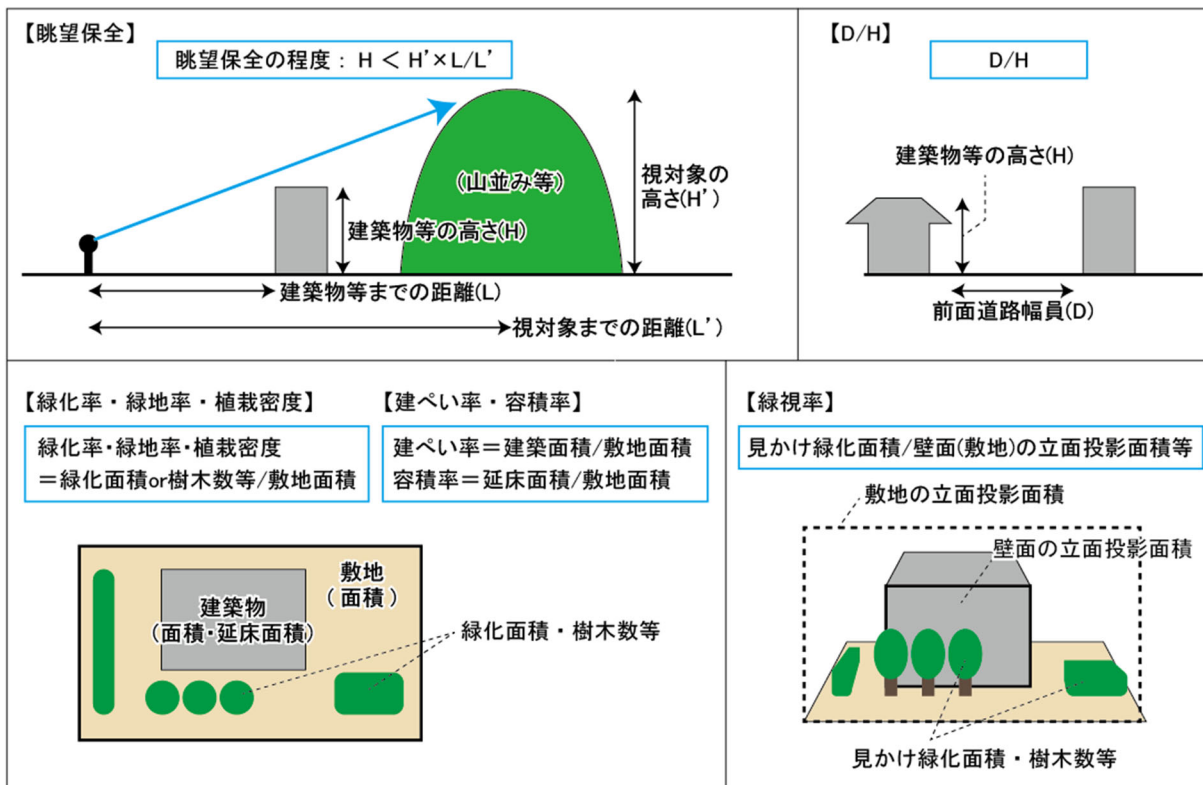 【眺望保全】
眺望保全の程度：H < H'×L/L'
(山並み等)
視対象の
高さ(H')
建築物等の高さ(H)
建築物等までの距離(L)
視対象までの距離(L')
【D/H】
D/H
建築物等の高さ(H)
前面道路幅員(D)
【緑化率・緑地率・植栽密度】
緑化率・緑地率・植栽密度
＝緑化面積or樹木数等/敷地面積
【建ぺい率・容積率】
建ぺい率＝建築面積/敷地面積
容積率＝延床面積/敷地面積
敷地
(面積)
建築物
(面積・延床面積)
緑化面積・樹木数等
【緑視率】
見かけ緑化面積/壁面(敷地)の立面投影面積等
敷地の立面投影面積
壁面の立面投影面積
見かけ緑化面積・樹木数等